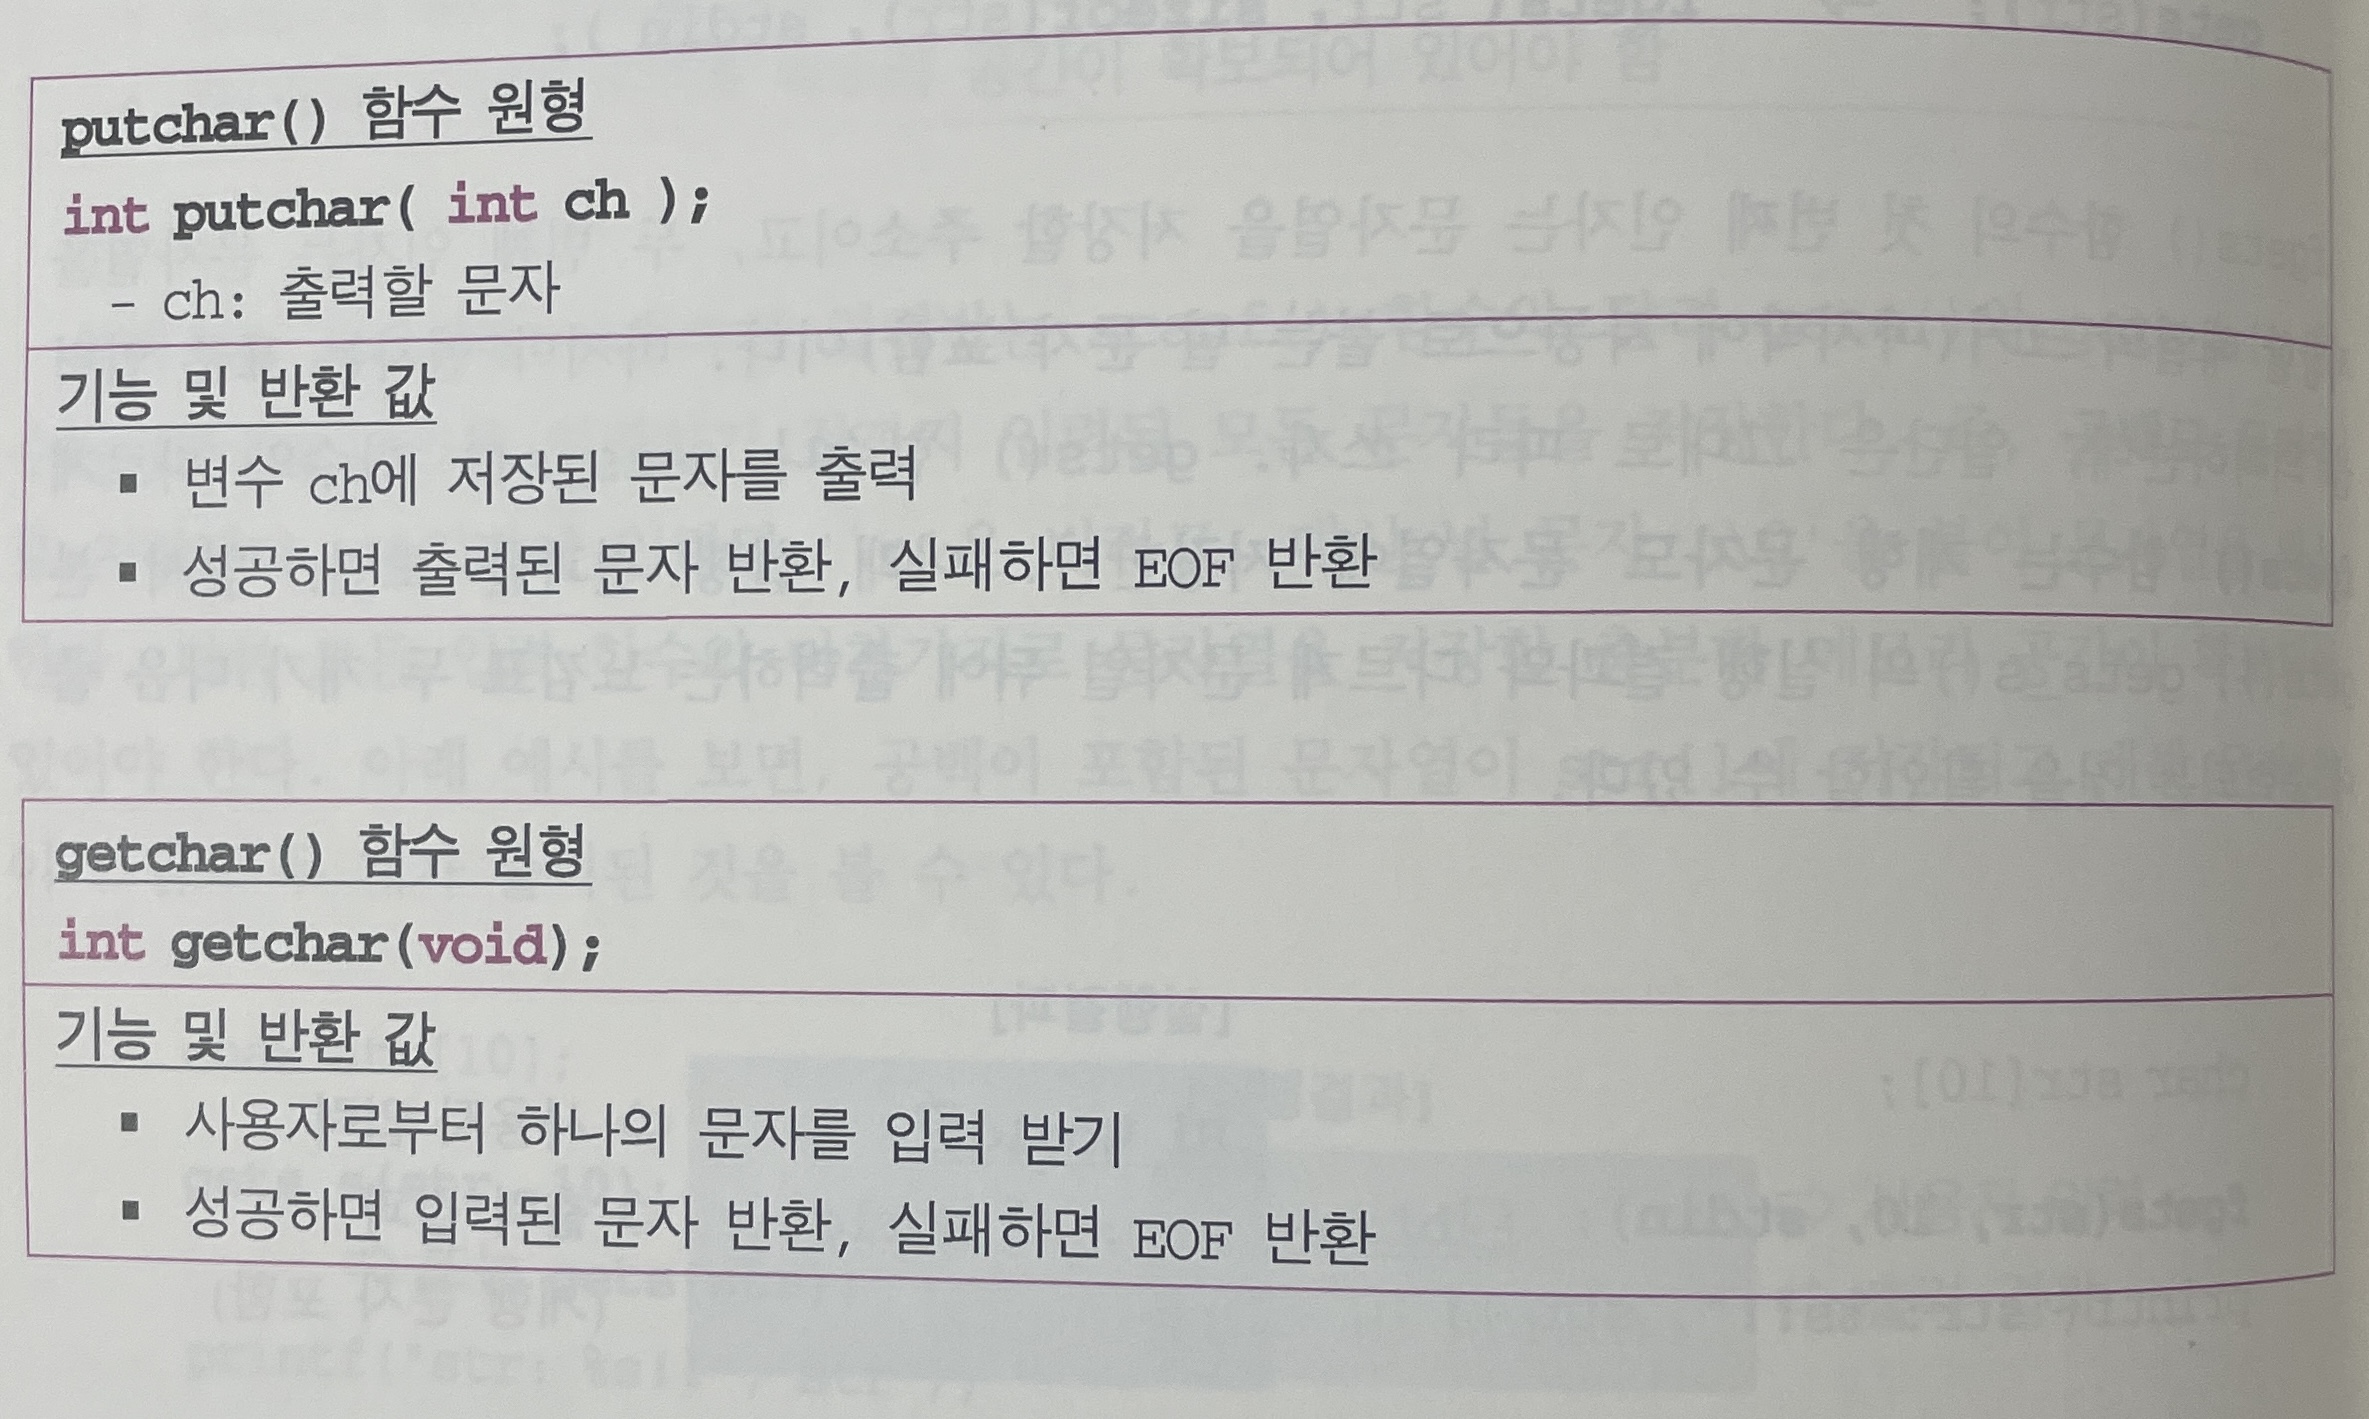 putchar() 함수 원형
int putchar( int ch );
- ch: 출력할 문자
기능 및 반환 값
▪ 변수 ch에 저장된 문자를 출력
▪ 성공하면 출력된 문자 반환, 실패하면 EOF 반환
getchar() 함수 원형
int getchar(void);
기능 및 반환 값
▪ 사용자로부터 하나의 문자를 입력 받기
▪ 성공하면 입력된 문자 반환, 실패하면 EOF 반환